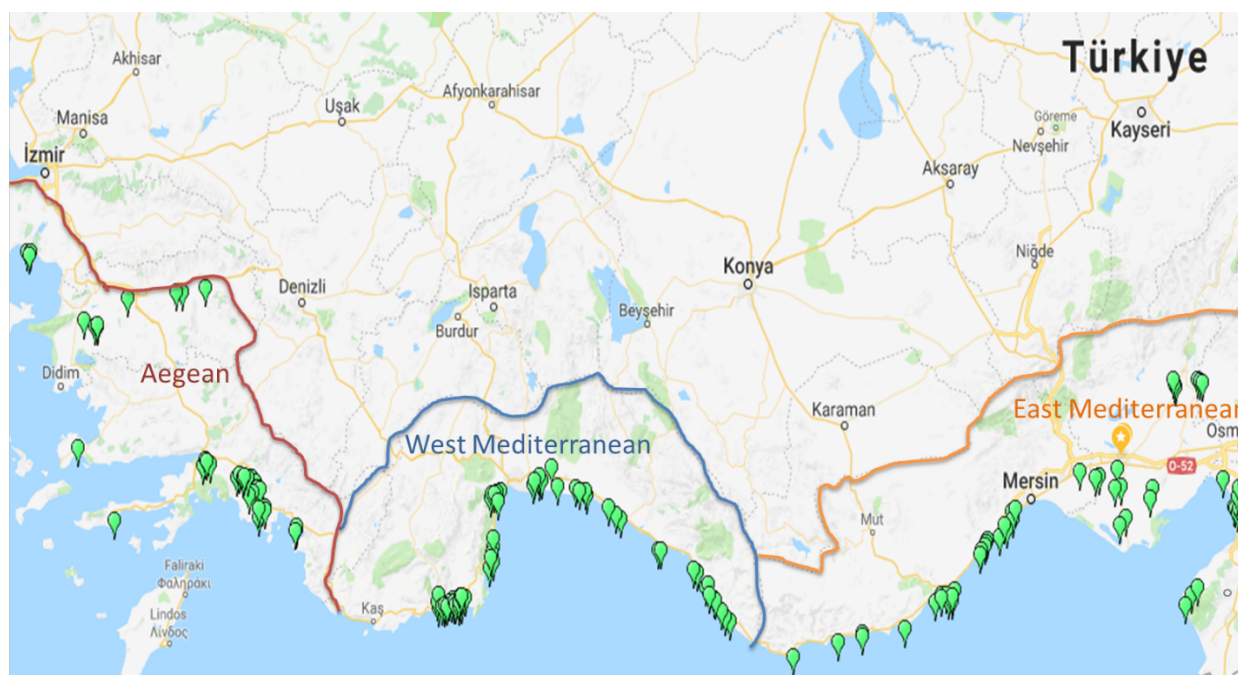 Türkiye
Akhisar
Afyonkarahisar
Uşak
Manisa
Göreme
Kayseri
Nevşehir
İzmir
Aksaray
Niğde
Konya
Denizli
Isparta
Beyşehir
Burdur
Didim
Aegean
Karaman
East Mediterranean
West Mediterranean
Osm
O-52
Mersin
Mut
Faliraki
Φαληράκι
Kaş
Lindos
Λίνδος